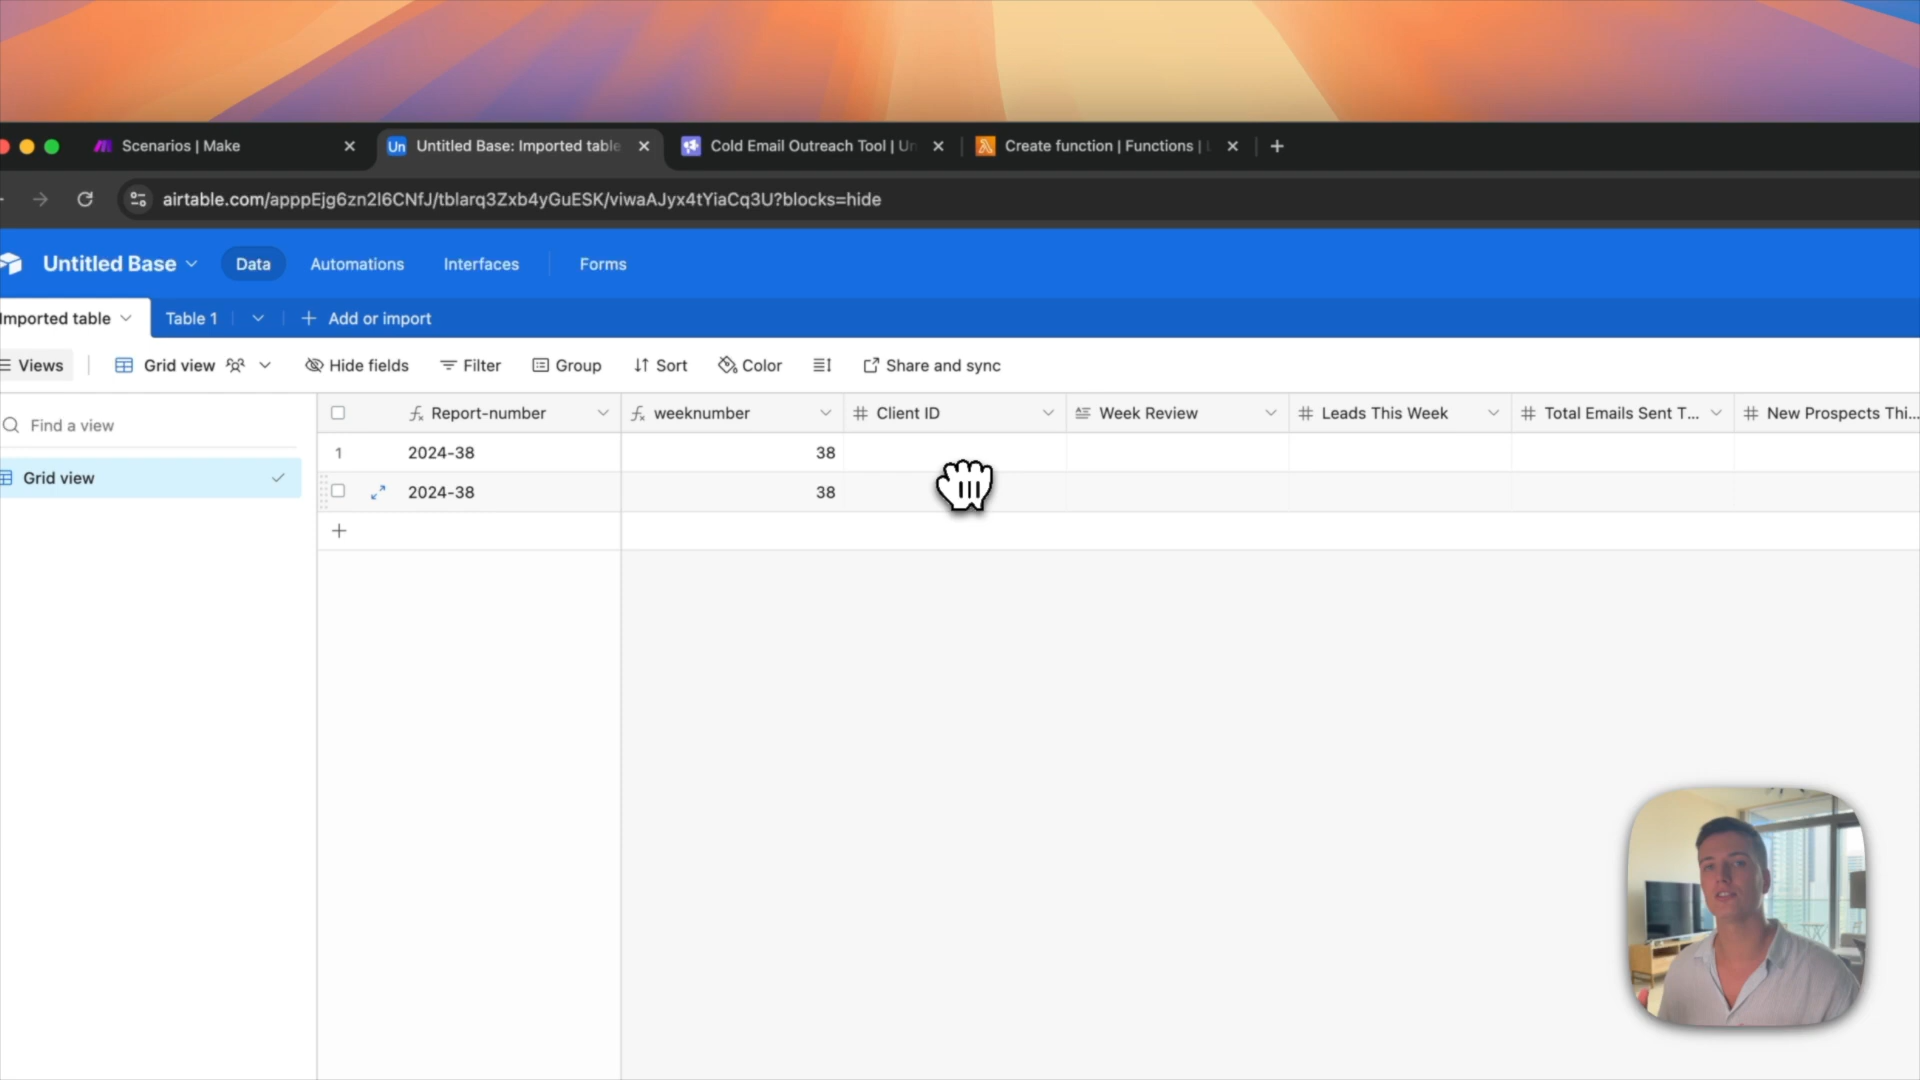 Scenarios | Make
Un Untitled Base: Imported table
Cold Email Outreach Tool | Un
Create function | Functions | L
airtable.com/apppEjg6zn2l6CNfJ/tblarq3Zxb4yGuESK/viwaAJyx4tYiaCq3U?blocks=hide
Untitled Base Data Automations Interfaces Forms
Imported table Table 1 Add or import
Views Grid view Hide fields Filter Group Sort Color Share and sync
Find a view
Grid view
Report-number weeknumber Client ID Week Review Leads This Week Total Emails Sent T... New Prospects Thi...
1 2024-38 38
2024-38 38